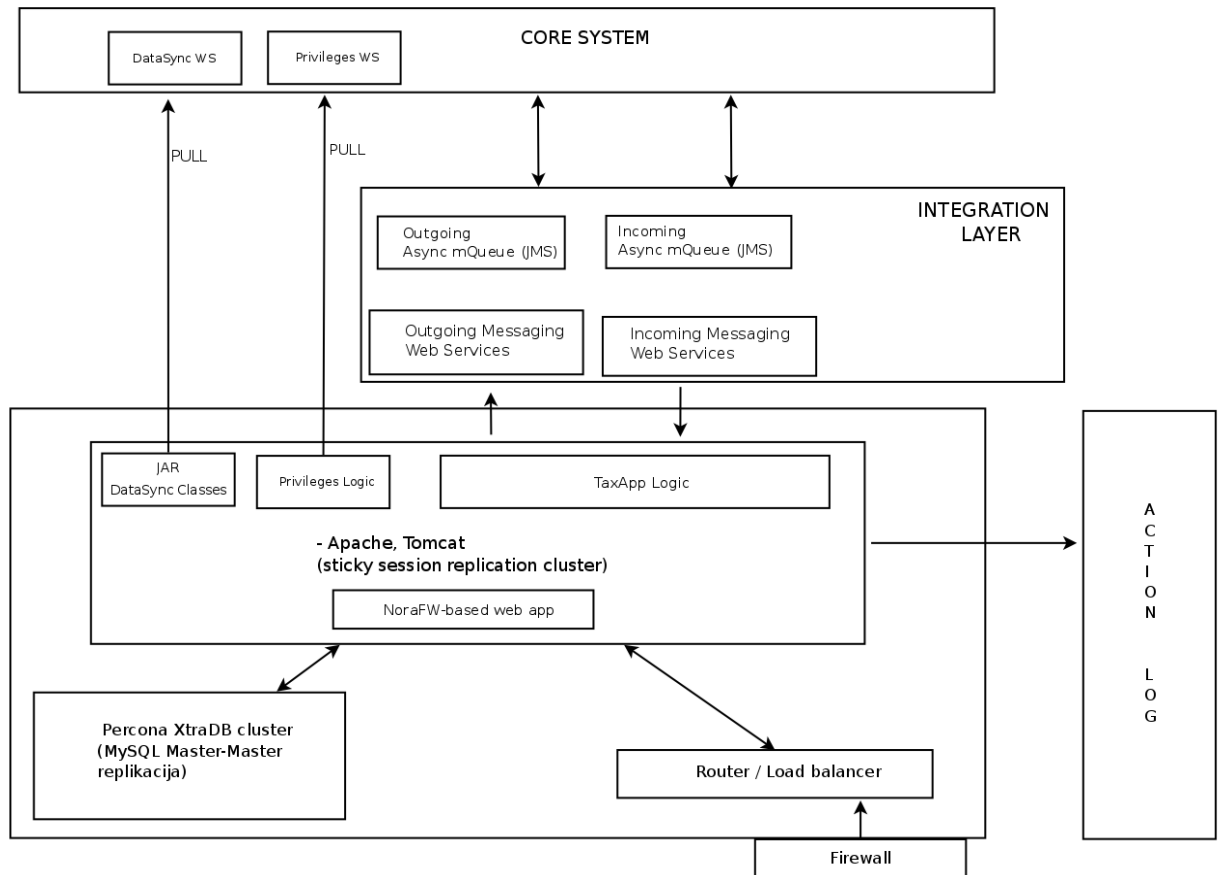 CORE SYSTEM
DataSync WS
Privileges WS
PULL
PULL
INTEGRATION
LAYER
Outgoing
Async mQueue (JMS)
Incoming
Async mQueue (JMS)
Outgoing Messaging
Web Services
Incoming Messaging
Web Services
JAR
DataSync Classes
Privileges Logic
TaxApp Logic
- Apache, Tomcat
(sticky session replication cluster)
NoraFW-based web app
Percona XtraDB cluster
(MySQL Master-Master
replikacija)
Router / Load balancer
Firewall
A
C
T
I
O
N
L
O
G